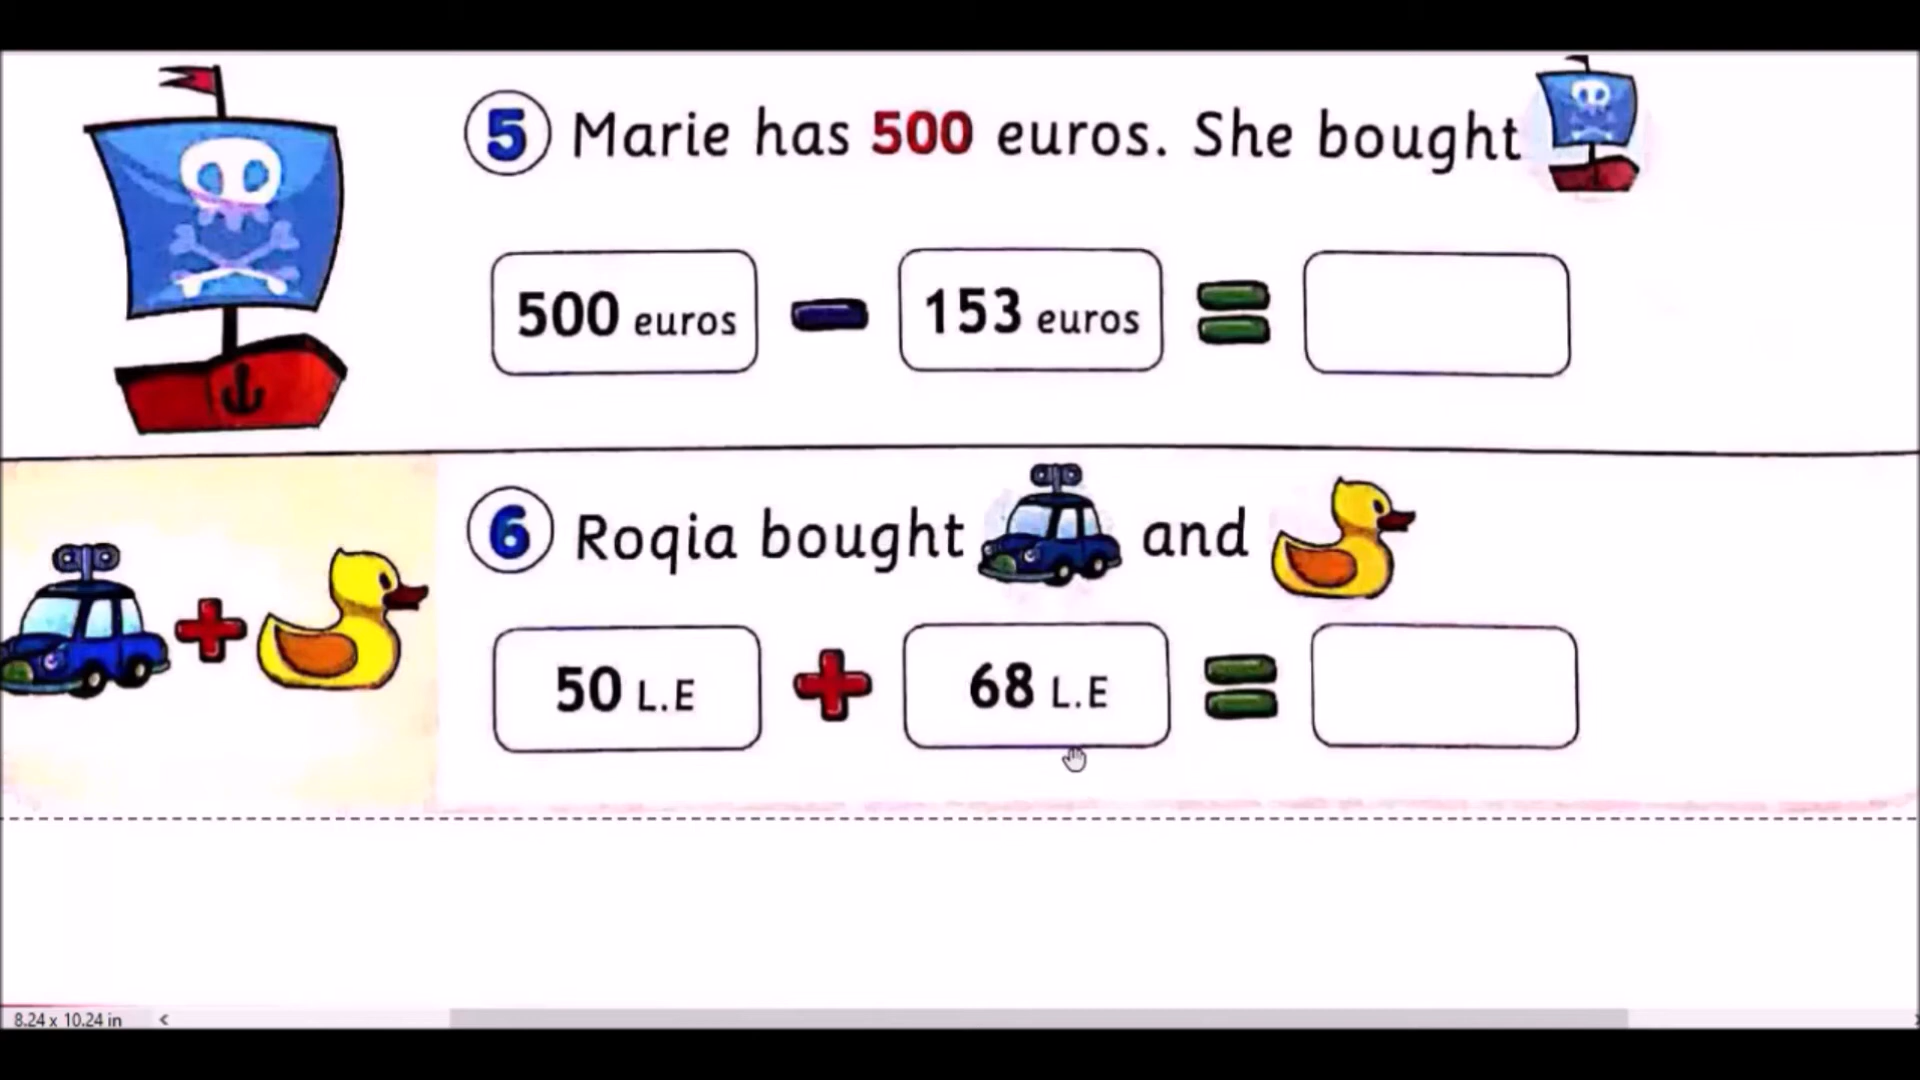 5 Marie has 500 euros. She bought
500 euros - 153 euros =
6 Roqia bought and
50 L.E + 68 L.E =
8.24 x 10.24 in